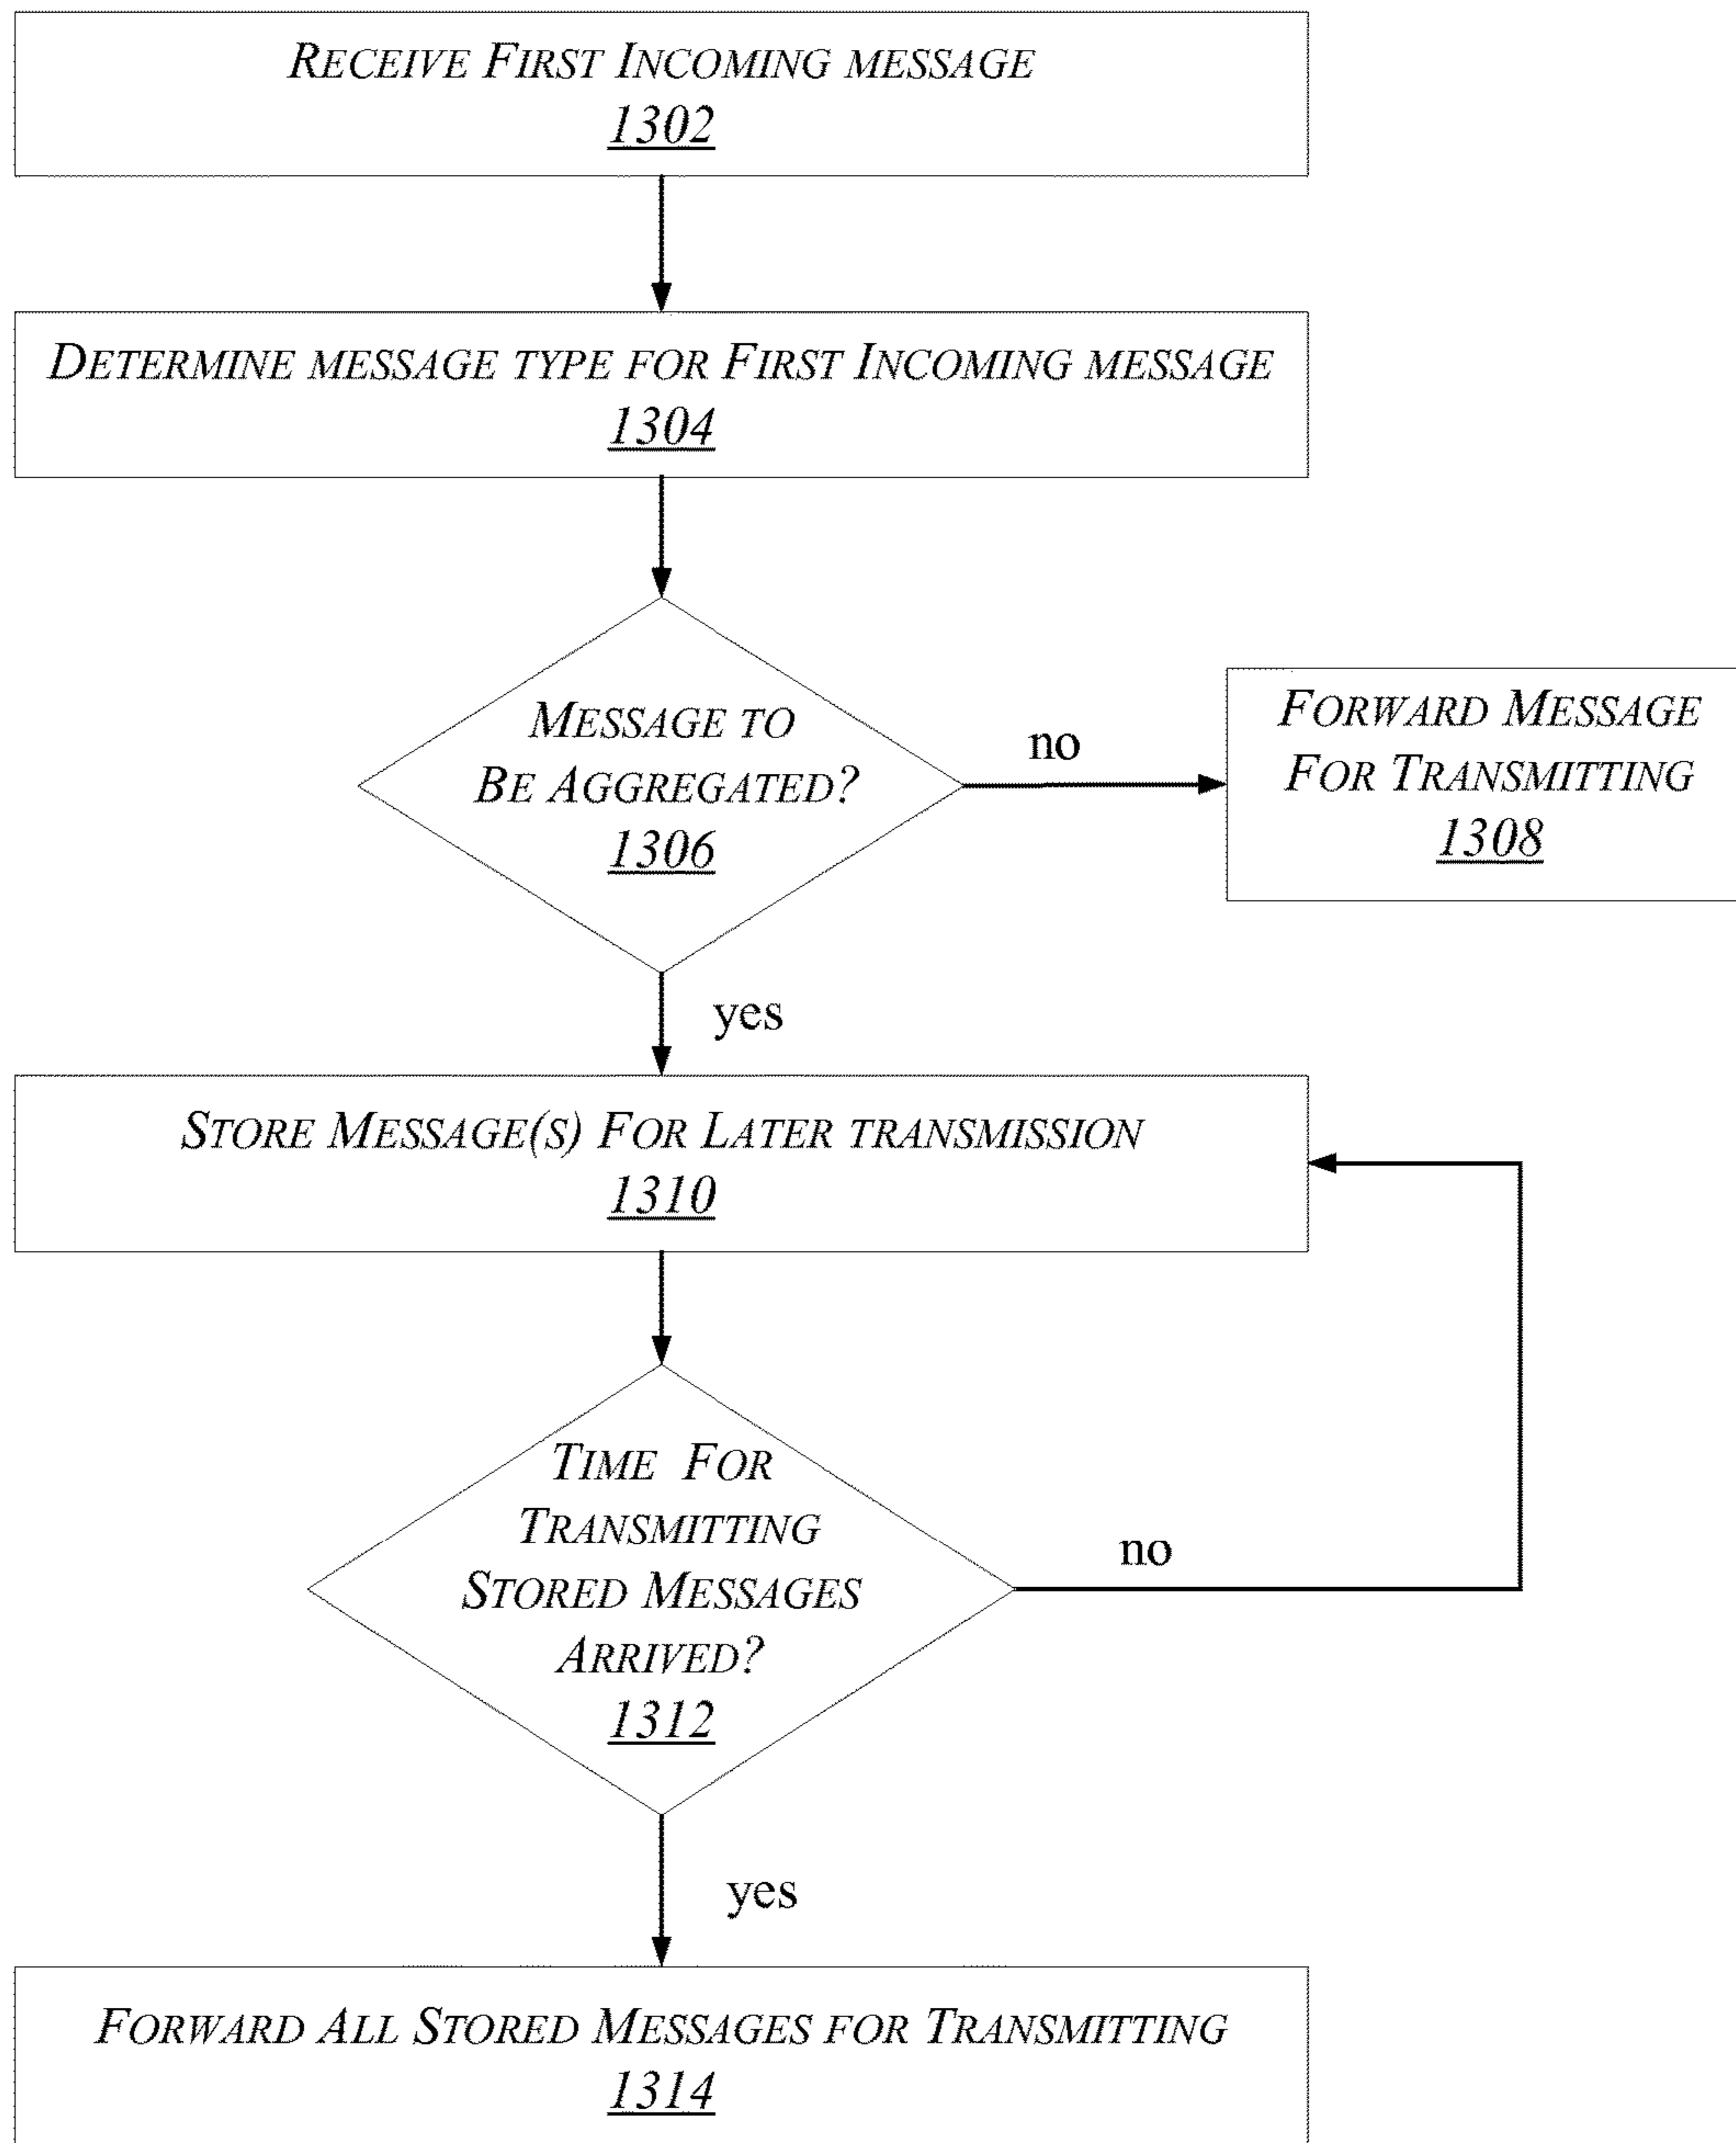 RECEIVE FIRST INCOMING MESSAGE
1302
DETERMINE MESSAGE TYPE FOR FIRST INCOMING MESSAGE
1304
MESSAGE TO
BE AGGREGATED?
1306
no
FORWARD MESSAGE
FOR TRANSMITTING
1308
yes
STORE MESSAGE(S) FOR LATER TRANSMISSION
1310
TIME FOR
TRANSMITTING
STORED MESSAGES
ARRIVED?
1312
no
yes
FORWARD ALL STORED MESSAGES FOR TRANSMITTING
1314